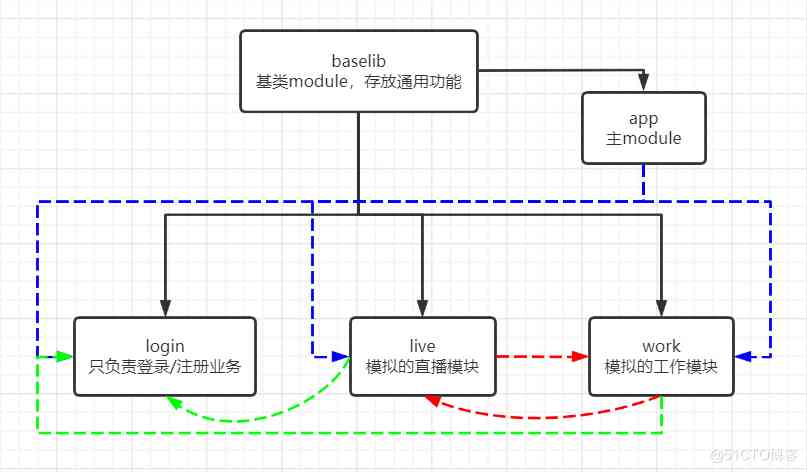 baselib
基类module，存放通用功能
app
主module
login
只负责登录/注册业务
live
模拟的直播模块
work
模拟的工作模块
@51CTO博客